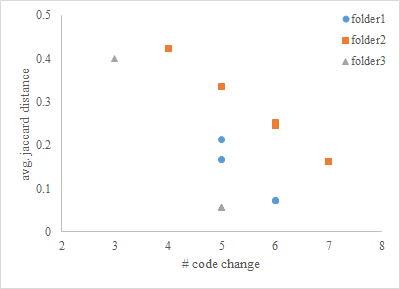 0.5
0.4
0.3
0.2
0.1
0
2 3 4 5 6 7 8
avg. jaccard distance
# code change
folder1
folder2
folder3